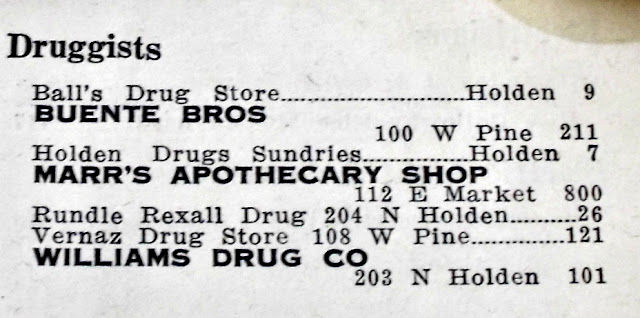 Druggists
Ball's Drug Store..........................Holden 9
BUENTE BROS
100 W Pine 211
Holden Drugs Sundries...............Holden 7
MARR'S APOTHECARY SHOP
112 E Market 800
Rundle Rexall Drug 204 N Holden..........26
Vernaz Drug Store 108 W Pine..............121
WILLIAMS DRUG CO
203 N Holden 101